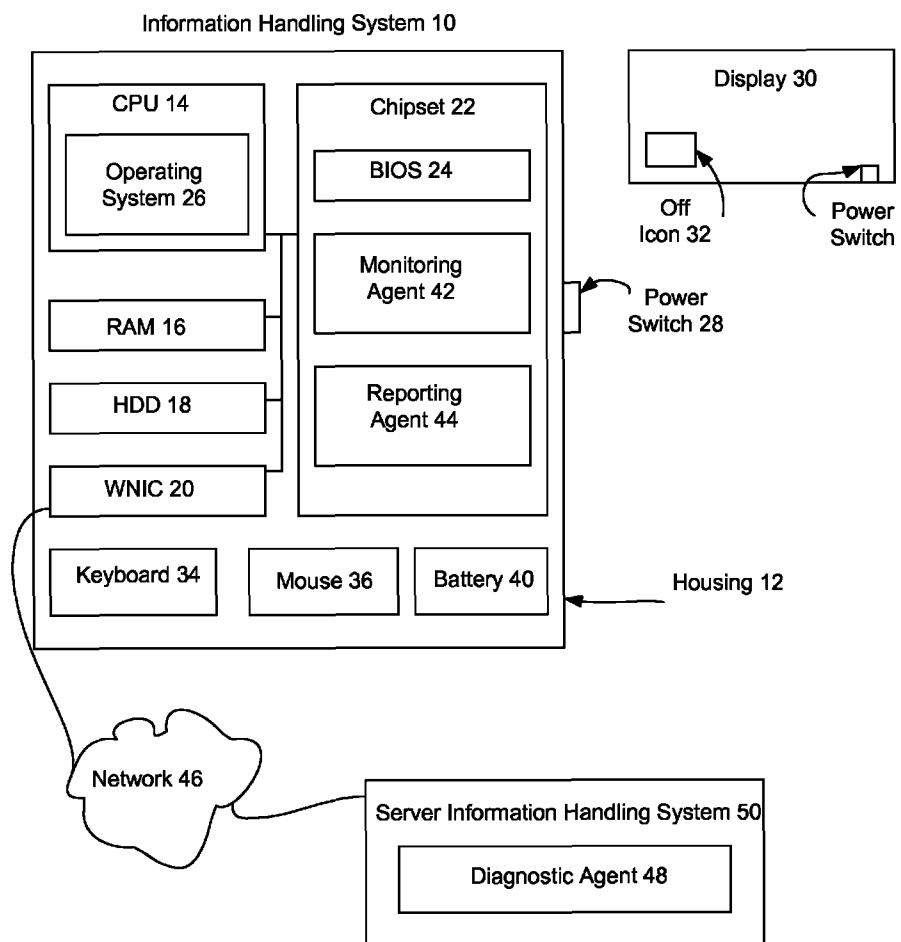 Information Handling System 10
CPU 14
Operating
System 26
RAM 16
HDD 18
WNIC 20
Chipset 22
BIOS 24
Monitoring
Agent 42
Reporting
Agent 44
Keyboard 34
Mouse 36
Battery 40
Display 30
Off
Icon 32
Power
Switch
Power
Switch 28
Housing 12
Network 46
Server Information Handling System 50
Diagnostic Agent 48